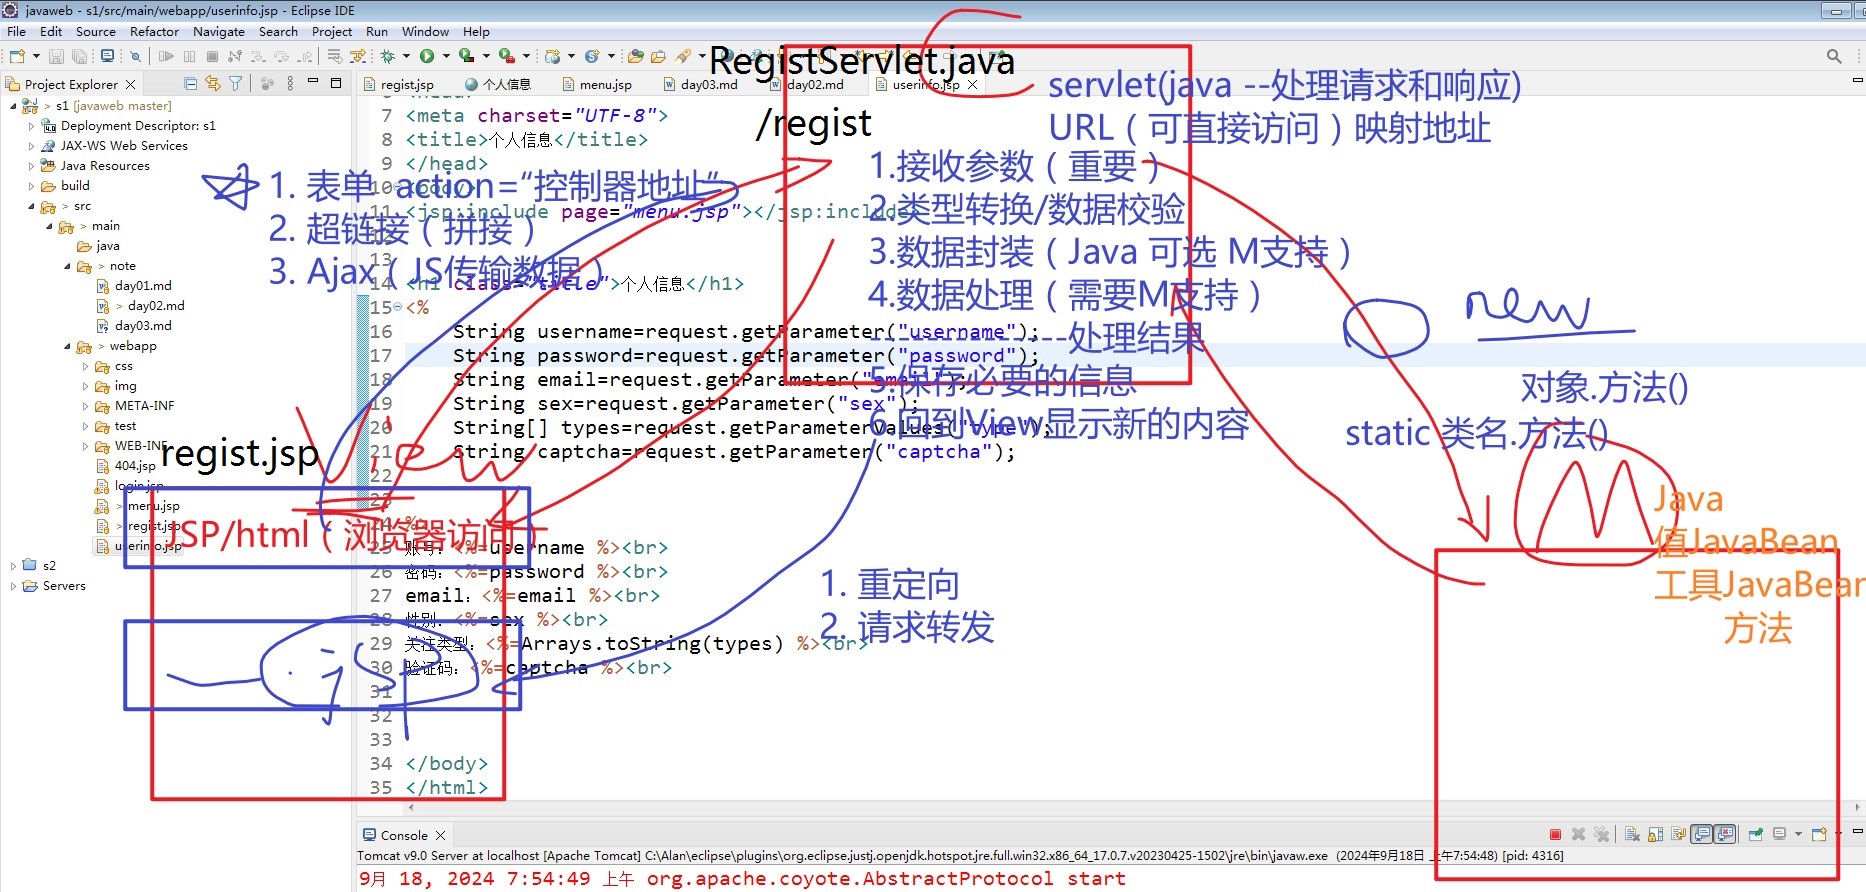 javaweb - s1/src/main/webapp/userinfo.jsp - Eclipse IDE
File Edit Source Refactor Navigate Search Project Run Window Help
Project Explorer
s1 [javaweb master]
Deployment Descriptor: s1
JAX-WS Web Services
Java Resources
build
src
main
java
note
day01.md
day02.md
day03.md
webapp
css
img
META-INF
test
WEB-INF
404.jsp
login.jsp
menu.jsp
regist.jsp
userinfo.jsp
s2
Servers
regist.jsp 个人信息 menu.jsp day03.md day02.md userinfo.jsp
7 <meta charset="UTF-8">
8 <title>个人信息</title>
9 </head>
10 <body>
11 <jsp:include page="menu.jsp"></jsp:include>
12
13
14 <h1 class="title">个人信息</h1>
15 <%
16 String username=request.getParameter("username");
17 String password=request.getParameter("password");
18 String email=request.getParameter("email");
19 String sex=request.getParameter("sex");
20 String[] types=request.getParameterValues("type");
21 String captcha=request.getParameter("captcha");
22
23
24 %>
25 账号: <%=username %><br>
26 密码: <%=password %><br>
27 email: <%=email %><br>
28 性别: <%=sex %><br>
29 关注类型: <%=Arrays.toString(types) %><br>
30 验证码: <%=captcha %><br>
31
32
33
34 </body>
35 </html>
RegistServlet.java
/regist
servlet(java --处理请求和响应)
URL（可直接访问）映射地址
1.接收参数（重要）
2.类型转换/数据校验
3.数据封装（Java 可选 M支持）
4.数据处理（需要M支持）
--------------处理结果
5.保存必要的信息
6.回到View显示新的内容
1. 表单 action=“控制器地址”
2. 超链接（拼接）
3. Ajax（JS传输数据）
regist.jsp
View
JSP/html（浏览器访问）
.jsp
1. 重定向
2. 请求转发
new
对象.方法()
static 类名.方法()
M
Java
值JavaBean
工具JavaBean
方法
Console
Tomcat v9.0 Server at localhost [Apache Tomcat] C:\Alan\eclipse\plugins\org.eclipse.justj.openjdk.hotspot.jre.full.win32.x86_64_17.0.7.v20230425-1502\jre\bin\javaw.exe (2024年9月18日 上午7:54:48) [pid: 4316]
9月 18, 2024 7:54:49 上午 org.apache.coyote.AbstractProtocol start